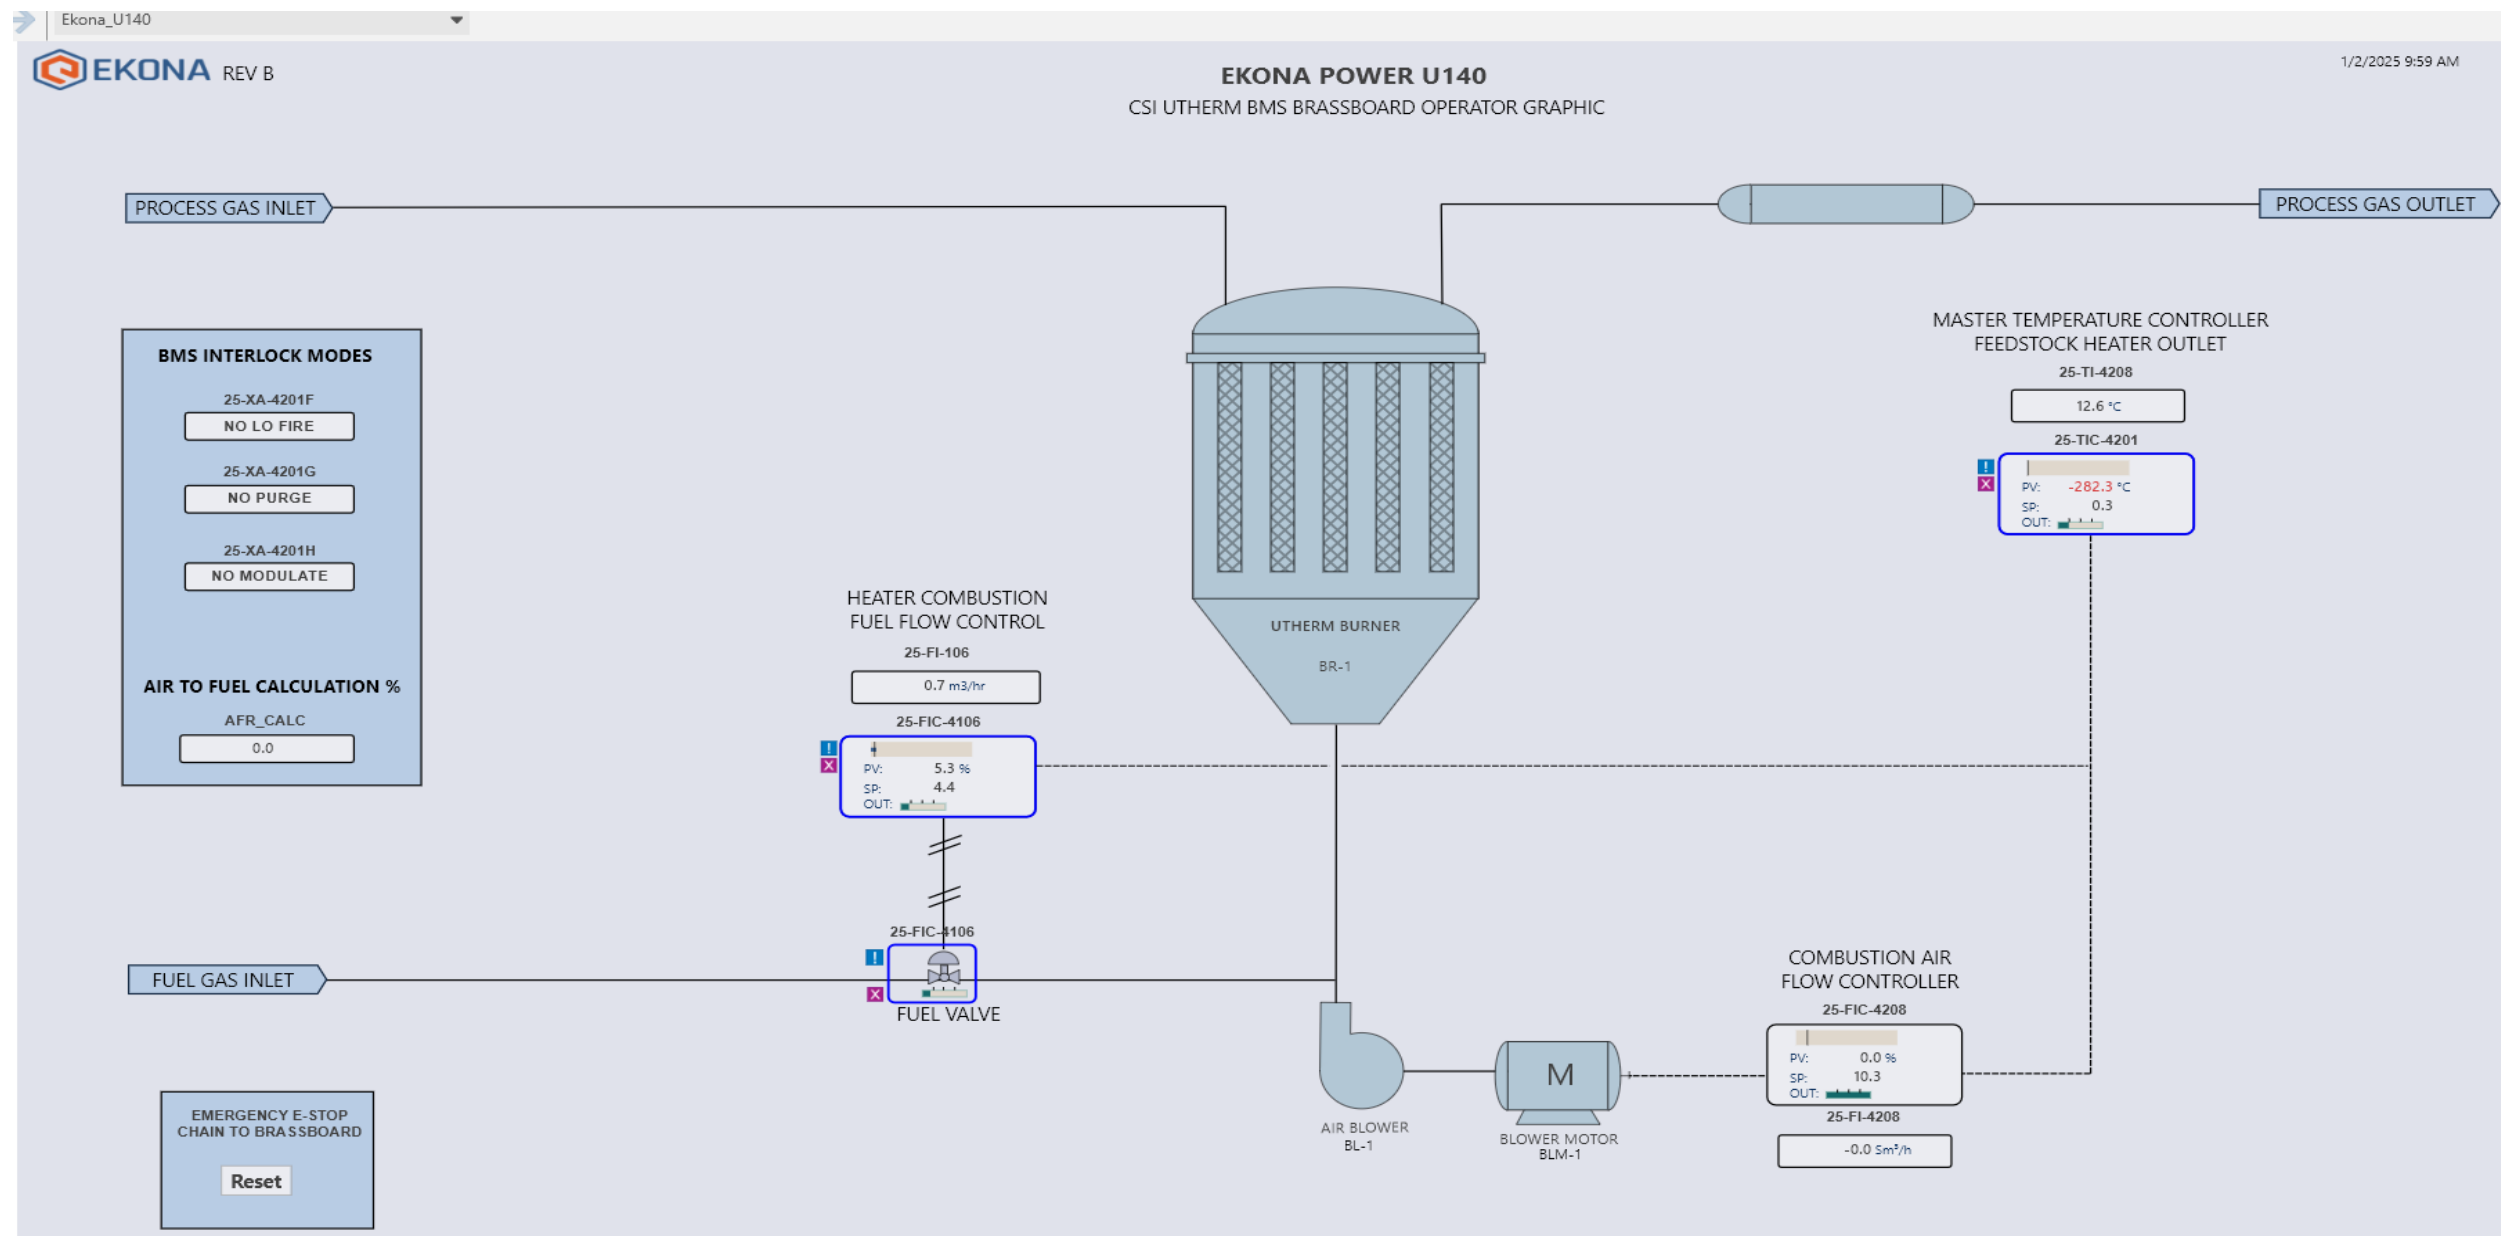 Ekona_U140
EKONA REV B
EKONA POWER U140
1/2/2025 9:59 AM
CSI UTHERM BMS BRASSBOARD OPERATOR GRAPHIC
PROCESS GAS INLET
PROCESS GAS OUTLET
BMS INTERLOCK MODES
25-XA-4201F
NO LO FIRE
25-XA-4201G
NO PURGE
25-XA-4201H
NO MODULATE
AIR TO FUEL CALCULATION %
AFR_CALC
0.0
MASTER TEMPERATURE CONTROLLER
FEEDSTOCK HEATER OUTLET
25-TI-4208
12.6 °C
25-TIC-4201
!
X
PV: -282.3 °C
SP: 0.3
OUT:
HEATER COMBUSTION
FUEL FLOW CONTROL
25-FI-106
0.7 m3/hr
25-FIC-4106
!
X
PV: 5.3 %
SP: 4.4
OUT:
UTHERM BURNER
BR-1
25-FIC-4106
!
X
FUEL GAS INLET
FUEL VALVE
COMBUSTION AIR
FLOW CONTROLLER
25-FIC-4208
PV: 0.0 %
SP: 10.3
OUT:
25-FI-4208
-0.0 Sm³/h
M
AIR BLOWER
BL-1
BLOWER MOTOR
BLM-1
EMERGENCY E-STOP
CHAIN TO BRASSBOARD
Reset